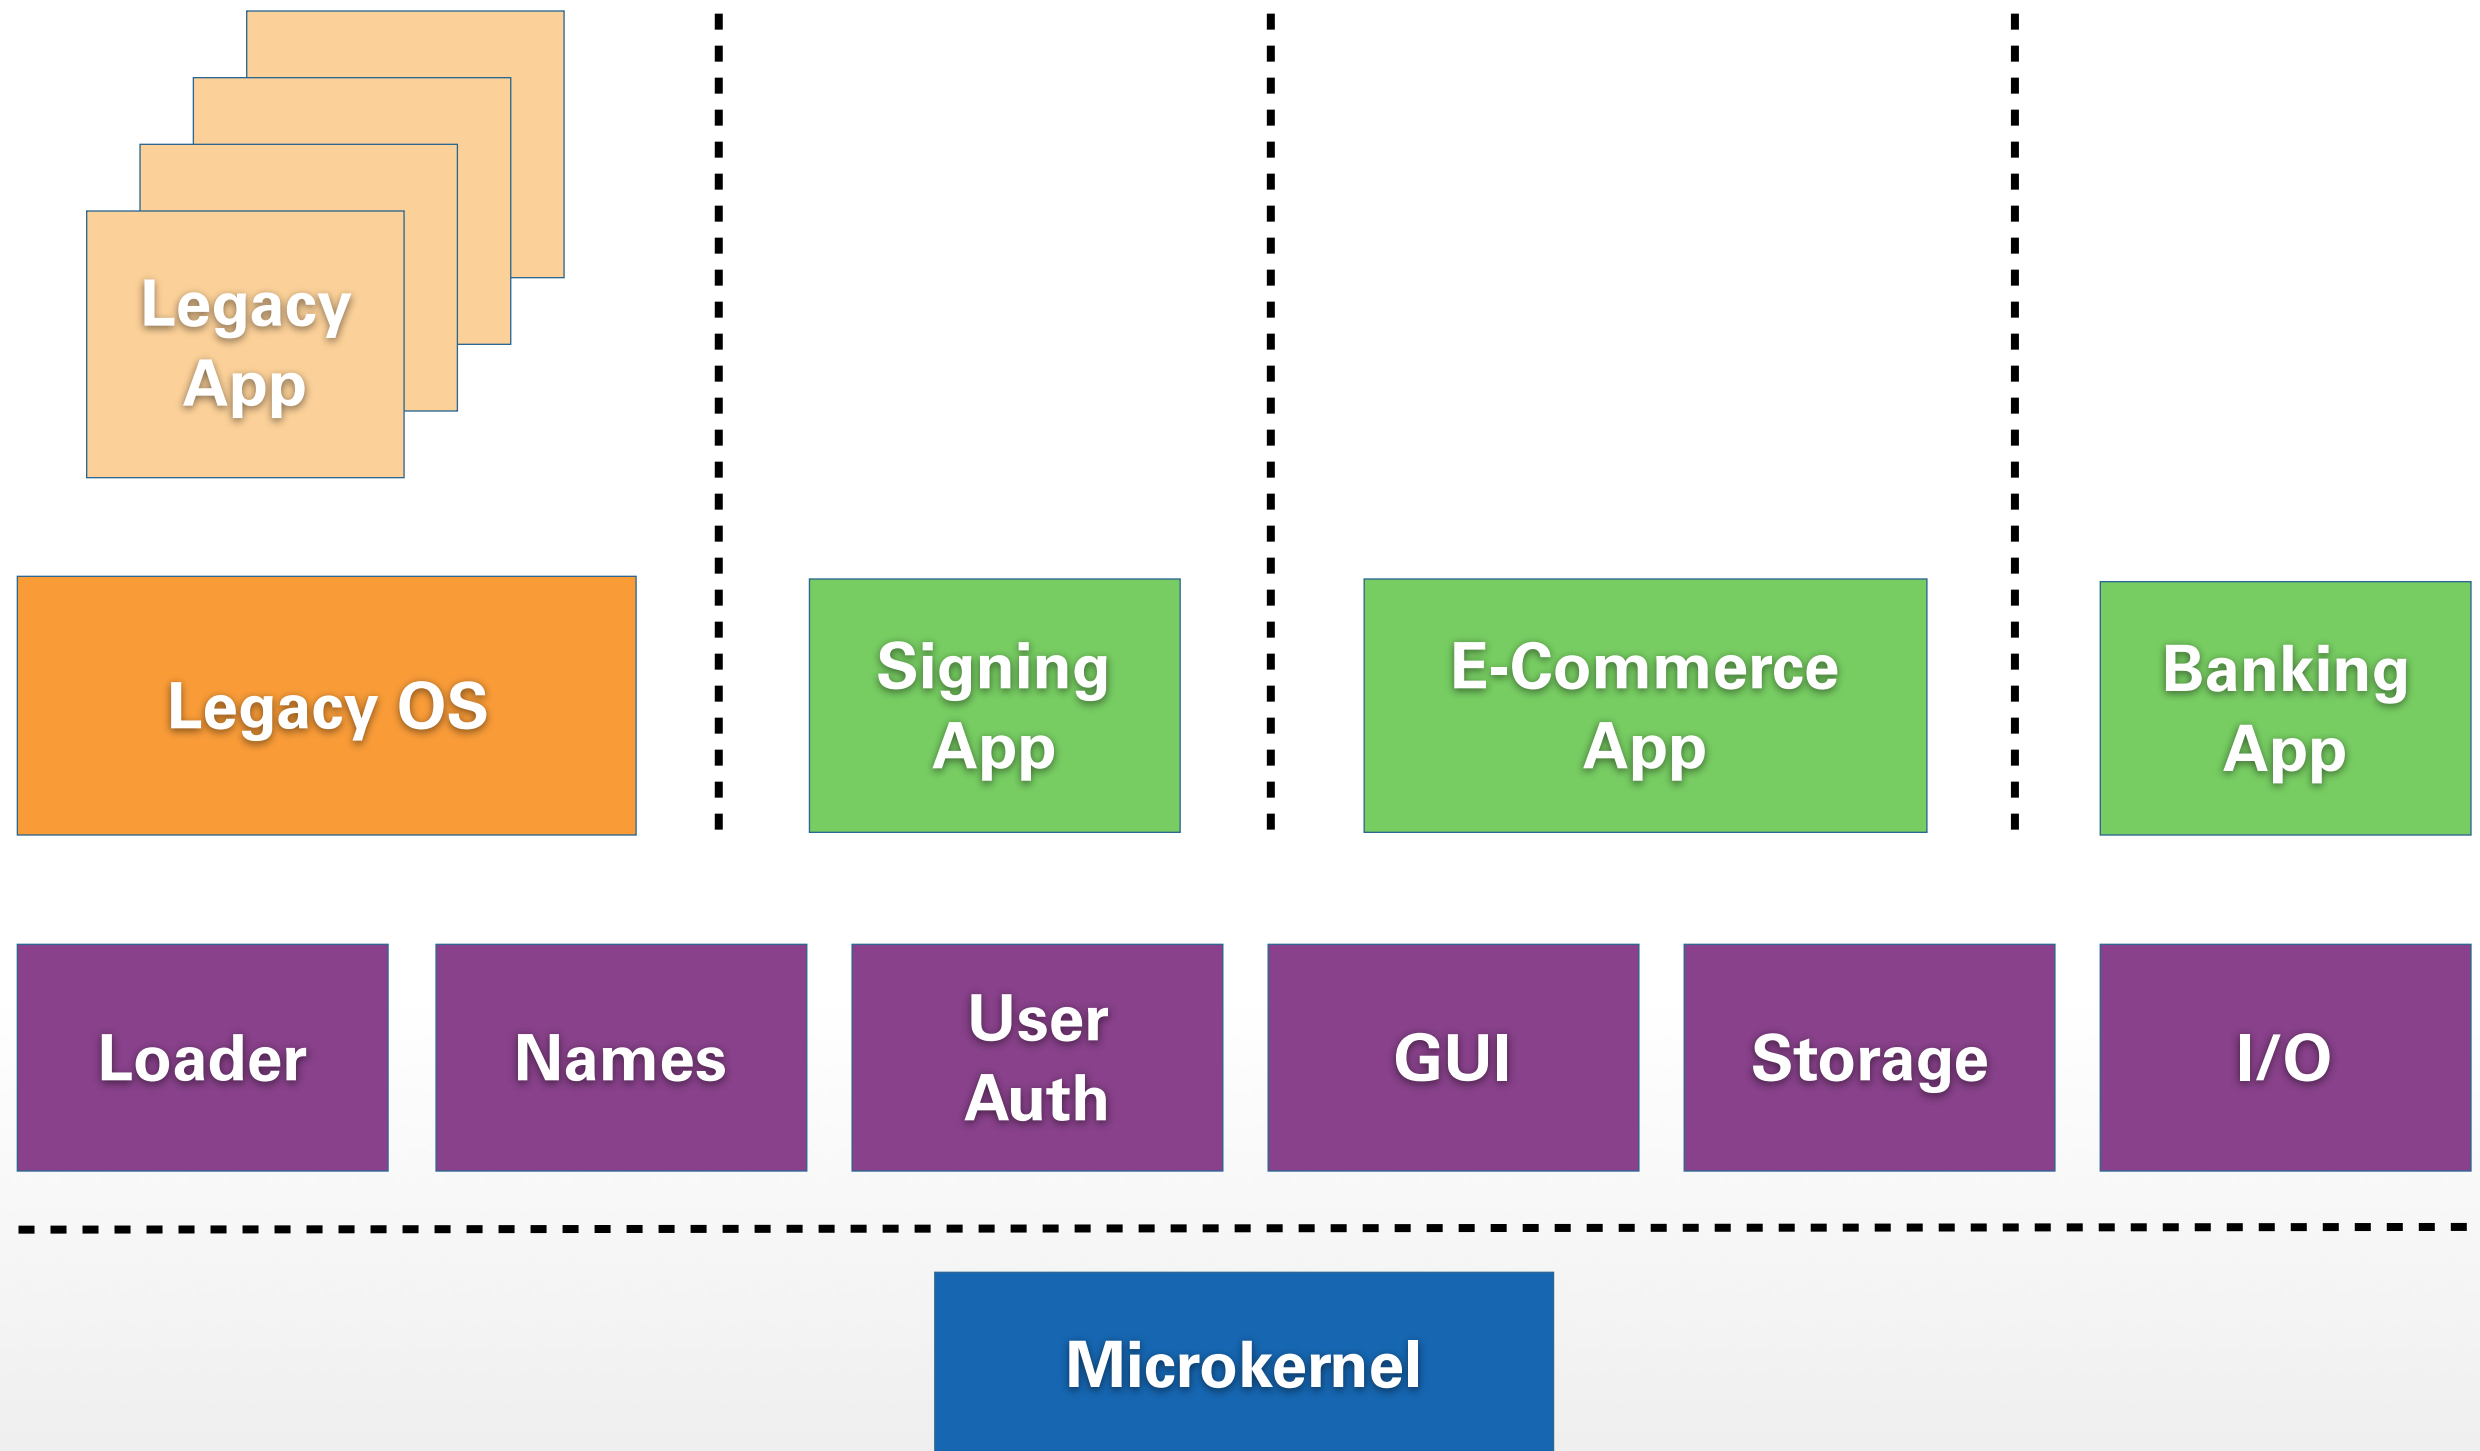 Legacy
App
Legacy OS
Signing
App
E-Commerce
App
Banking
App
Loader
Names
User
Auth
GUI
Storage
I/O
Microkernel